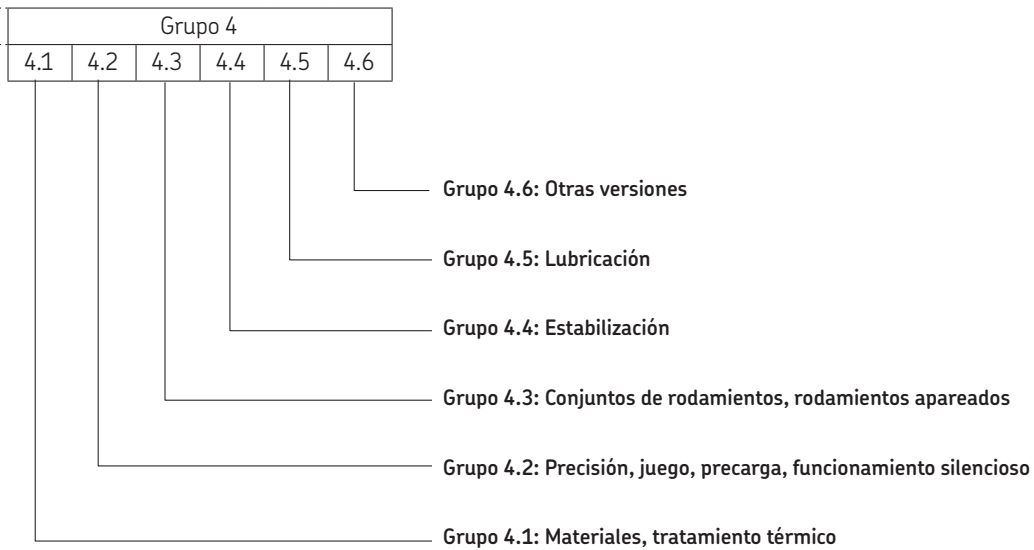 Grupo 4
4.1 4.2 4.3 4.4 4.5 4.6
Grupo 4.6: Otras versiones
Grupo 4.5: Lubricación
Grupo 4.4: Estabilización
Grupo 4.3: Conjuntos de rodamientos, rodamientos apareados
Grupo 4.2: Precisión, juego, precarga, funcionamiento silencioso
Grupo 4.1: Materiales, tratamiento térmico